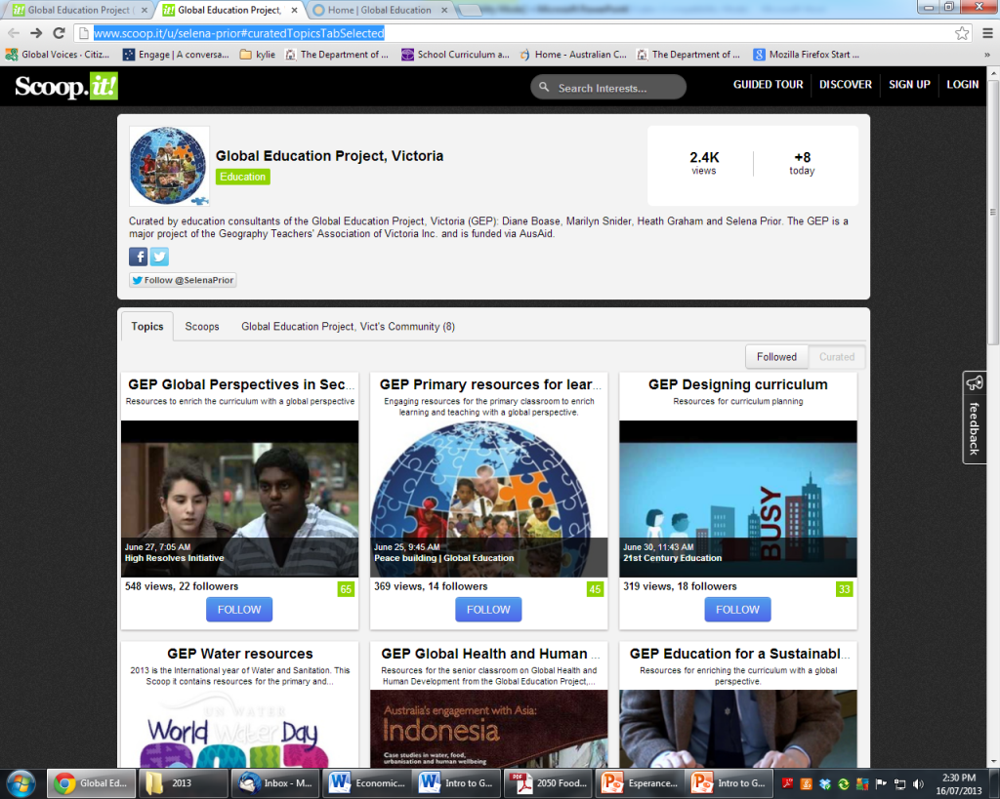 Global Education Project
Global Education Project,
Home | Global Education
www.scoop.it/u/selena-prior#curatedTopicsTabSelected
Global Voices · Citiz...
Engage | A conversa...
kylie
The Department of ...
School Curriculum a...
Home - Australian C...
The Department of ...
Mozilla Firefox Start ...
»
Scoop.it!
Search Interests...
GUIDED TOUR
DISCOVER
SIGN UP
LOGIN
Global Education Project, Victoria
Education
2.4K
views
+8
today
Curated by education consultants of the Global Education Project, Victoria (GEP): Diane Boase, Marilyn Snider, Heath Graham and Selena Prior. The GEP is a
major project of the Geography Teachers' Association of Victoria Inc. and is funded via AusAid.
Follow @SelenaPrior
Topics
Scoops
Global Education Project, Vict's Community (8)
Followed
Curated
feedback
GEP Global Perspectives in Sec...
Resources to enrich the curriculum with a global perspective
June 27, 7:05 AM
High Resolves Initiative
548 views, 22 followers
65
FOLLOW
GEP Primary resources for lear...
Engaging resources for the primary classroom to enrich
learning and teaching with a global perspective.
June 25, 9:45 AM
Peace building | Global Education
369 views, 14 followers
45
FOLLOW
GEP Designing curriculum
Resources for curriculum planning
BUSY
June 30, 11:43 AM
21st Century Education
319 views, 18 followers
33
FOLLOW
GEP Water resources
2013 is the International year of Water and Sanitation. This
Scoop it contains resources for the primary and...
UN WATER
World Water Day
2013
GEP Global Health and Human ...
Resources for the senior classroom on Global Health and
Human Development from the Global Education Project,...
Australia's engagement with Asia:
Indonesia
Case studies in water, food,
urbanisation and human wellbeing
GEP Education for a Sustainabl...
Resources for enriching the curriculum with a global
perspective.
Global Ed...
2013
Inbox - M...
Economic...
Intro to G...
2050 Food...
Esperance...
Intro to G...
2:30 PM
16/07/2013